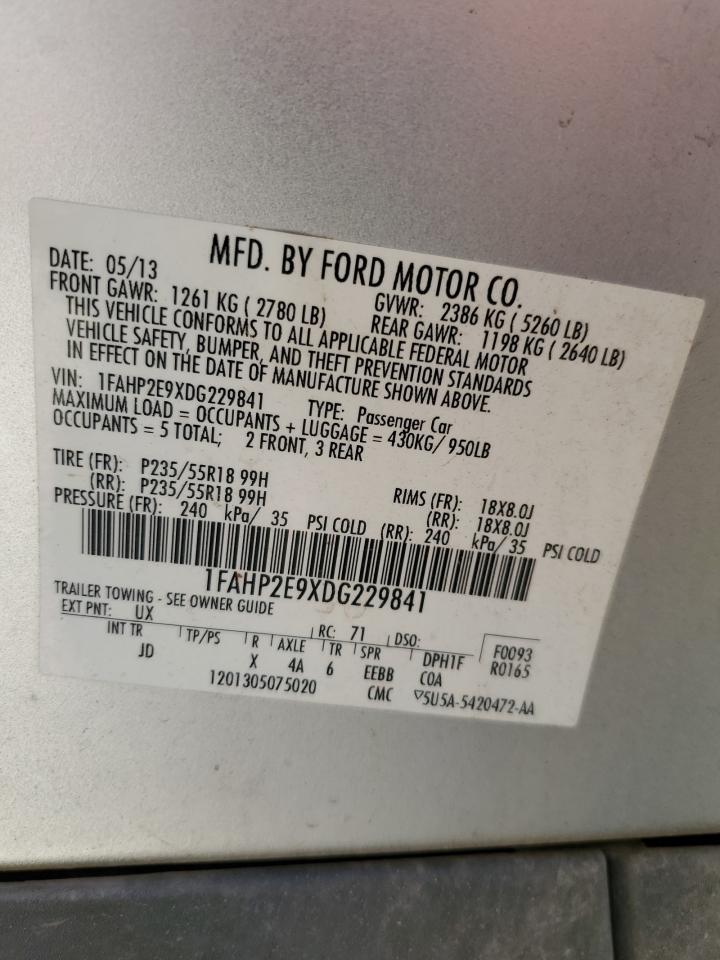 MFD. BY FORD MOTOR CO.
DATE: 05/13 GVWR: 2386 KG ( 5260 LB)
FRONT GAWR: 1261 KG ( 2780 LB) REAR GAWR: 1198 KG ( 2640 LB)
THIS VEHICLE CONFORMS TO ALL APPLICABLE FEDERAL MOTOR
VEHICLE SAFETY, BUMPER, AND THEFT PREVENTION STANDARDS
IN EFFECT ON THE DATE OF MANUFACTURE SHOWN ABOVE.
VIN: 1FAHP2E9XDG229841 TYPE: Passenger Car
MAXIMUM LOAD = OCCUPANTS + LUGGAGE = 430KG/ 950LB
OCCUPANTS = 5 TOTAL; 2 FRONT, 3 REAR
TIRE (FR): P235/55R18 99H RIMS (FR): 18X8.0J
(RR): P235/55R18 99H (RR): 18X8.0J
PRESSURE (FR): 240 kPa/ 35 PSI COLD (RR): 240 kPa/ 35 PSI COLD
1FAHP2E9XDG229841
TRAILER TOWING - SEE OWNER GUIDE
EXT PNT: UX RC: 71 DSO: F0093
INT TR TP/PS R AXLE TR SPR DPH1F R0165
JD X 4A 6 EEBB COA
1201305075020 CMC ▽5U5A-5420472-AA